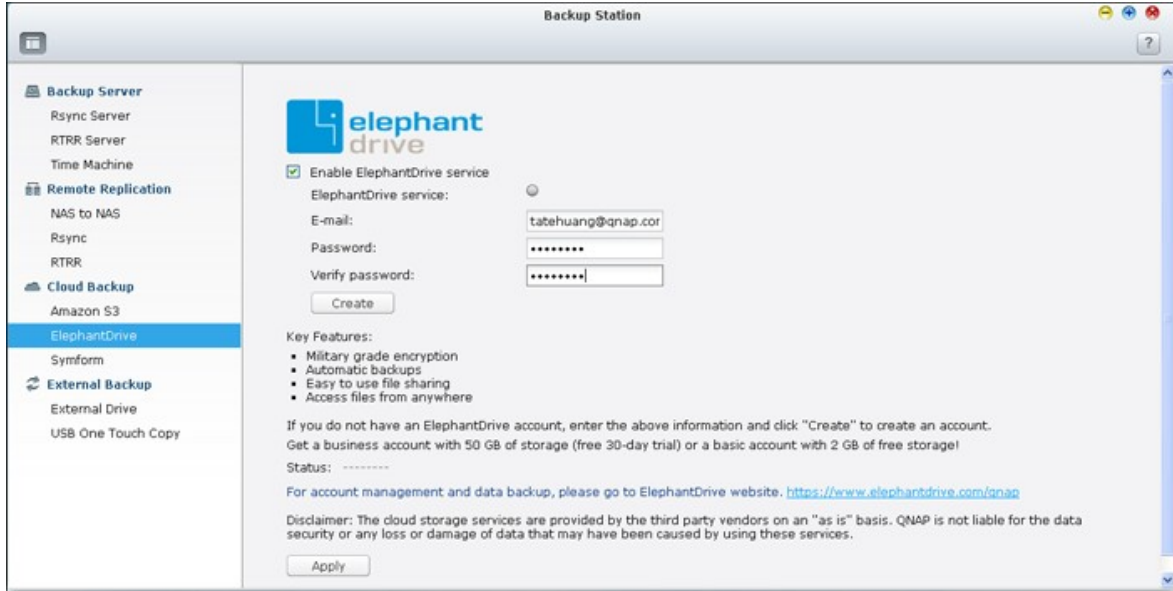 Backup Station
?
Backup Server
Rsync Server
RTRR Server
Time Machine
Remote Replication
NAS to NAS
Rsync
RTRR
Cloud Backup
Amazon S3
ElephantDrive
Symform
External Backup
External Drive
USB One Touch Copy
elephant
drive
Enable ElephantDrive service
ElephantDrive service:
E-mail: tatehuang@qnap.cor
Password: ••••••••
Verify password: ••••••••
Create
Key Features:
▪ Military grade encryption
▪ Automatic backups
▪ Easy to use file sharing
▪ Access files from anywhere
If you do not have an ElephantDrive account, enter the above information and click "Create" to create an account.
Get a business account with 50 GB of storage (free 30-day trial) or a basic account with 2 GB of free storage!
Status: --------
For account management and data backup, please go to ElephantDrive website. https://www.elephantdrive.com/qnap
Disclaimer: The cloud storage services are provided by the third party vendors on an "as is" basis. QNAP is not liable for the data
security or any loss or damage of data that may have been caused by using these services.
Apply